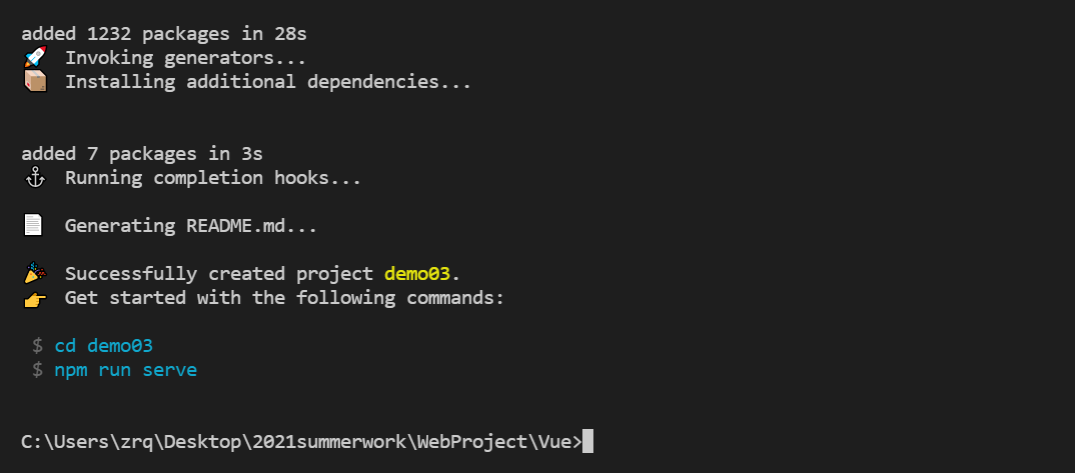 added 1232 packages in 28s
🚀 Invoking generators...
📦 Installing additional dependencies...
added 7 packages in 3s
⚓ Running completion hooks...
📄 Generating README.md...
🎉 Successfully created project demo03.
👉 Get started with the following commands:
$ cd demo03
$ npm run serve
C:\Users\zrq\Desktop\2021summerwork\WebProject\Vue>